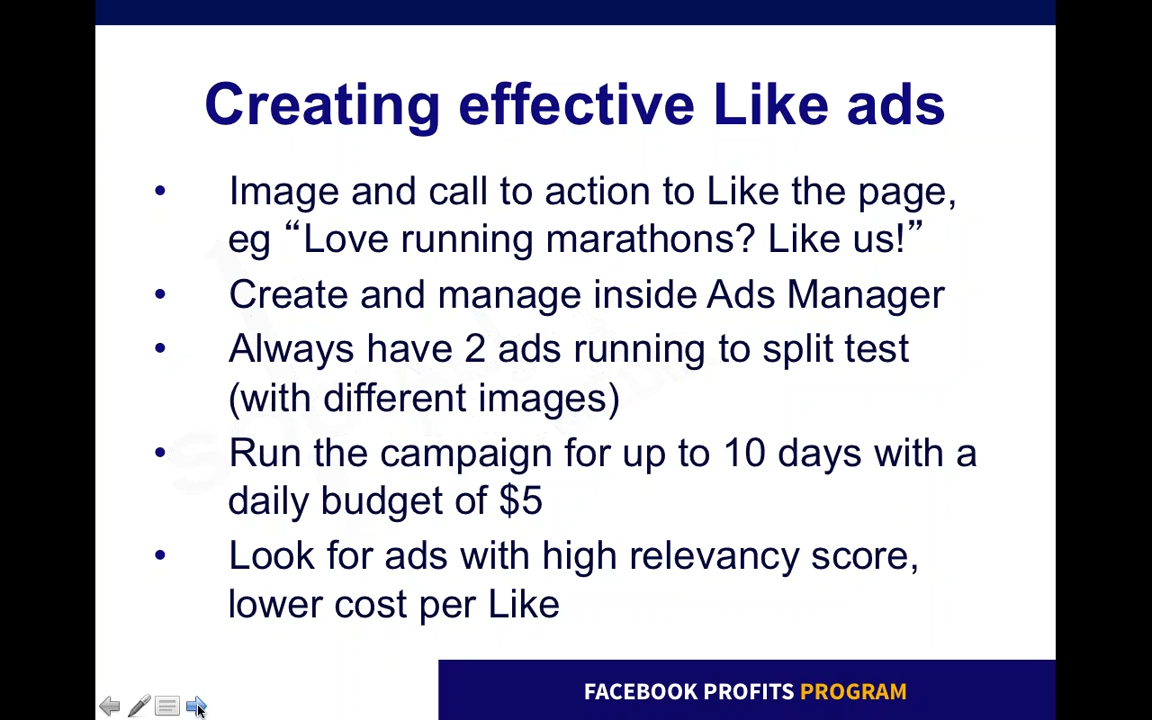 Creating effective Like ads
• Image and call to action to Like the page,
eg “Love running marathons? Like us!”
• Create and manage inside Ads Manager
• Always have 2 ads running to split test
(with different images)
• Run the campaign for up to 10 days with a
daily budget of $5
• Look for ads with high relevancy score,
lower cost per Like
FACEBOOK PROFITS PROGRAM